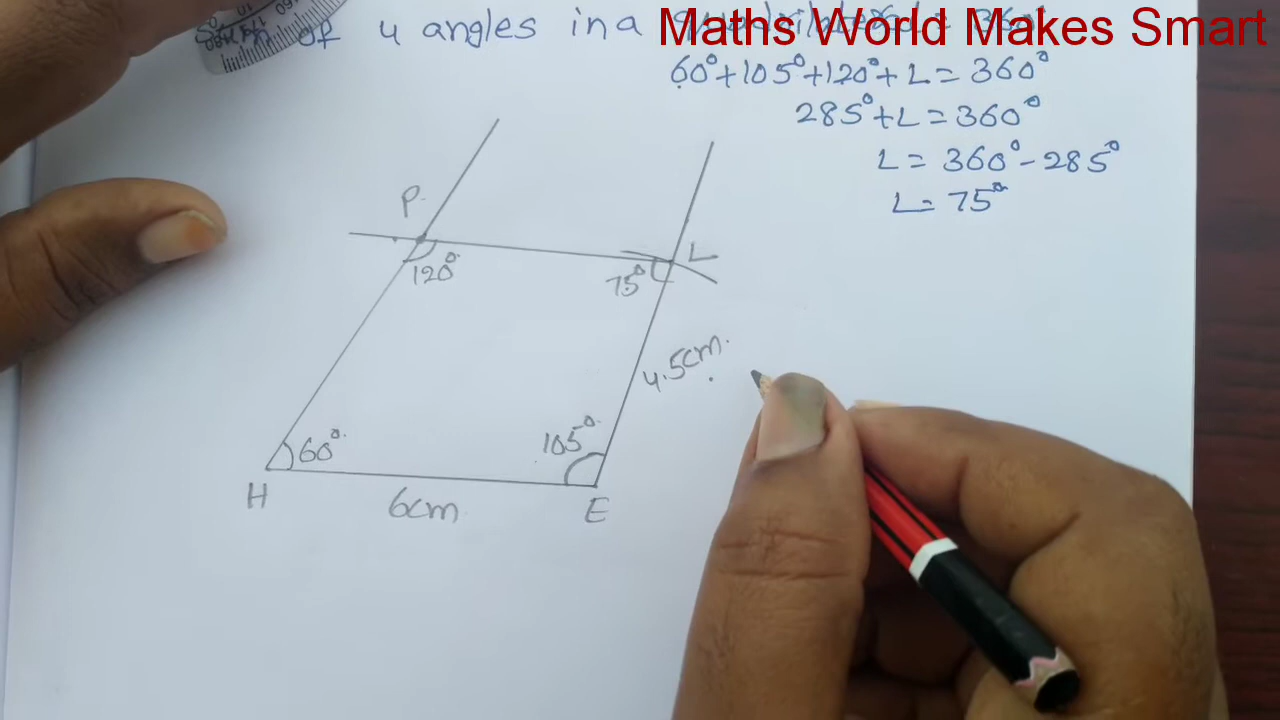 of 4 angles in a
Maths World Makes Smart
60°+105°+120°+L=360°
285°+L=360°
L=360°-285°
L=75°
P.
120°
75°
L
4.5cm.
60°
105°
H
6cm
E